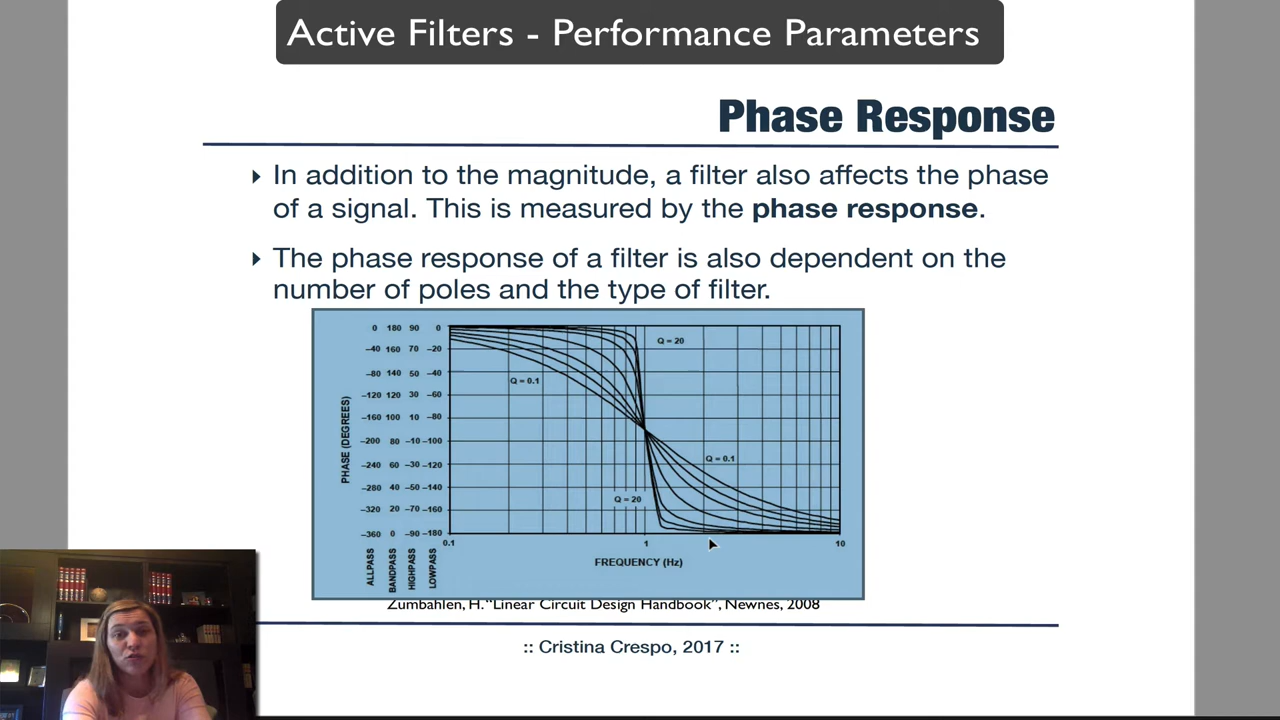 Active Filters - Performance Parameters
Phase Response
In addition to the magnitude, a filter also affects the phase
of a signal. This is measured by the phase response.
The phase response of a filter is also dependent on the
number of poles and the type of filter.
0 180 90 0
–40 160 70 –20
–80 140 50 –40
–120 120 30 –60
–160 100 10 –80
–200 80 –10 –100
–240 60 –30 –120
–280 40 –50 –140
–320 20 –70 –160
–360 0 –90 –180
PHASE (DEGREES)
ALLPASS
BANDPASS
HIGHPASS
LOWPASS
Q = 20
Q = 0.1
Q = 0.1
Q = 20
0.1 1 10
FREQUENCY (Hz)
Zumbahlen, H. “Linear Circuit Design Handbook”, Newnes, 2008
:: Cristina Crespo, 2017 ::